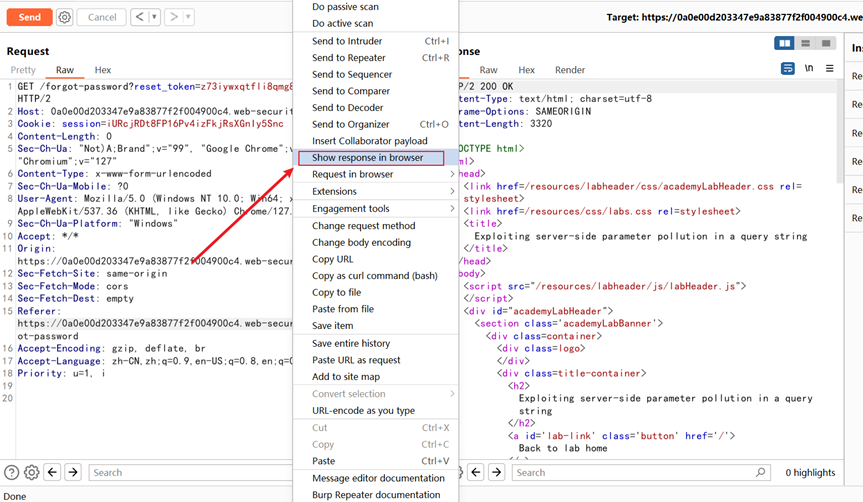 Send
Cancel
<
>
Target: https://0a0e00d203347e9a83877f2f004900c4.we
Request
Pretty
Raw
Hex
1 GET /forgot-password?reset_token=
HTTP/2
2 Host: 0a0e00d203347e9a83877f2f004900c4.web-securit
3 Cookie: session=
4 Content-Length: 0
5 Sec-Ch-Ua: "Not)A;Brand";v="99", "Google Chrome";v
"Chromium";v="127"
6 Content-Type: x-www-form-urlencoded
7 Sec-Ch-Ua-Mobile: ?0
8 User-Agent: Mozilla/5.0 (Windows NT 10.0; Win64; x
AppleWebKit/537.36 (KHTML, like Gecko) Chrome/127.
9 Sec-Ch-Ua-Platform: "Windows"
10 Accept: */*
11 Origin:
https://0a0e00d203347e9a83877f2f004900c4.web-secur
12 Sec-Fetch-Site: same-origin
13 Sec-Fetch-Mode: cors
14 Sec-Fetch-Dest: empty
15 Referer:
https://0a0e00d203347e9a83877f2f004900c4.web-secur
ot-password
16 Accept-Encoding: gzip, deflate, br
17 Accept-Language: zh-CN,zh;q=0.9,en-US;q=0.8,en;q=0
18 Priority: u=1, i
19
20
Search
Done
Do passive scan
Do active scan
Send to Intruder Ctrl+I
Send to Repeater Ctrl+R
Send to Sequencer
Send to Comparer
Send to Decoder
Send to Organizer Ctrl+O
Insert Collaborator payload
Show response in browser
Request in browser >
Extensions >
Engagement tools >
Change request method
Change body encoding
Copy URL
Copy as curl command (bash)
Copy to file
Paste from file
Save item
Save entire history
Paste URL as request
Add to site map
Convert selection >
URL-encode as you type
Cut Ctrl+X
Copy Ctrl+C
Paste Ctrl+V
Message editor documentation
Burp Repeater documentation
onse
Raw
Hex
Render
\n
P/2 200 OK
tent-Type: text/html; charset=utf-8
rame-Options: SAMEORIGIN
tent-Length: 3320
OCTYPE html>
ml>
head>
<link href=/resources/labheader/css/academyLabHeader.css rel=
stylesheet>
<link href=/resources/css/labs.css rel=stylesheet>
<title>
Exploiting server-side parameter pollution in a query string
</title>
/head>
body>
<script src="/resources/labheader/js/labHeader.js">
</script>
<div id="academyLabHeader">
<section class='academyLabBanner'>
<div class=container>
<div class=logo>
</div>
<div class=title-container>
<h2>
Exploiting server-side parameter pollution in a query
string
</h2>
<a id='lab-link' class='button' href='/'>
Back to lab home
Search
0 highlights
Ins
Re
Re
Re
Re
Re